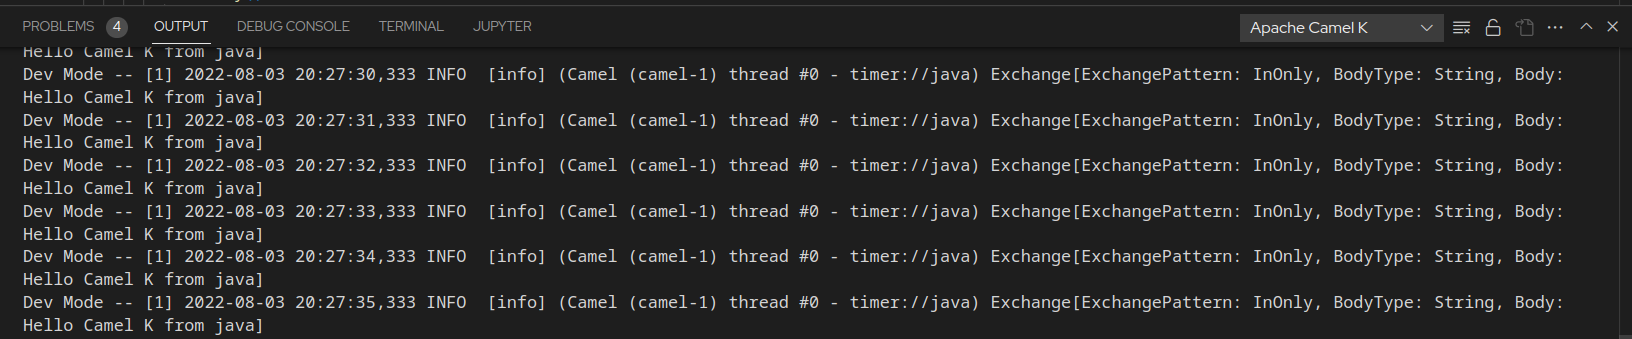 PROBLEMS 4 OUTPUT DEBUG CONSOLE TERMINAL JUPYTER Apache Camel K
Hello Camel K from java]
Dev Mode -- [1] 2022-08-03 20:27:30,333 INFO  [info] (Camel (camel-1) thread #0 - timer://java) Exchange[ExchangePattern: InOnly, BodyType: String, Body:
Hello Camel K from java]
Dev Mode -- [1] 2022-08-03 20:27:31,333 INFO  [info] (Camel (camel-1) thread #0 - timer://java) Exchange[ExchangePattern: InOnly, BodyType: String, Body:
Hello Camel K from java]
Dev Mode -- [1] 2022-08-03 20:27:32,333 INFO  [info] (Camel (camel-1) thread #0 - timer://java) Exchange[ExchangePattern: InOnly, BodyType: String, Body:
Hello Camel K from java]
Dev Mode -- [1] 2022-08-03 20:27:33,333 INFO  [info] (Camel (camel-1) thread #0 - timer://java) Exchange[ExchangePattern: InOnly, BodyType: String, Body:
Hello Camel K from java]
Dev Mode -- [1] 2022-08-03 20:27:34,333 INFO  [info] (Camel (camel-1) thread #0 - timer://java) Exchange[ExchangePattern: InOnly, BodyType: String, Body:
Hello Camel K from java]
Dev Mode -- [1] 2022-08-03 20:27:35,333 INFO  [info] (Camel (camel-1) thread #0 - timer://java) Exchange[ExchangePattern: InOnly, BodyType: String, Body:
Hello Camel K from java]